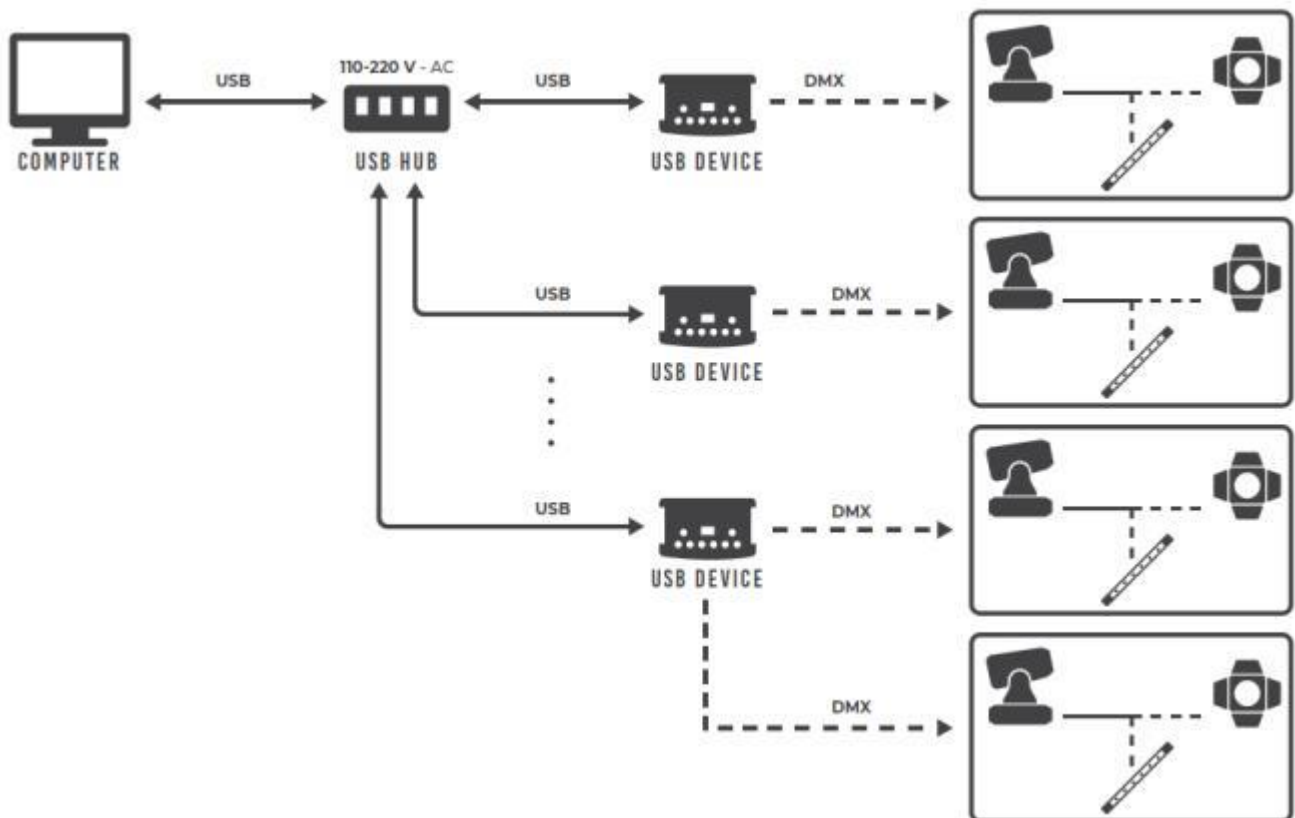 110-220 V - AC
USB
USB
DMX
COMPUTER
USB HUB
USB DEVICE
USB
DMX
USB DEVICE
USB
DMX
USB DEVICE
DMX